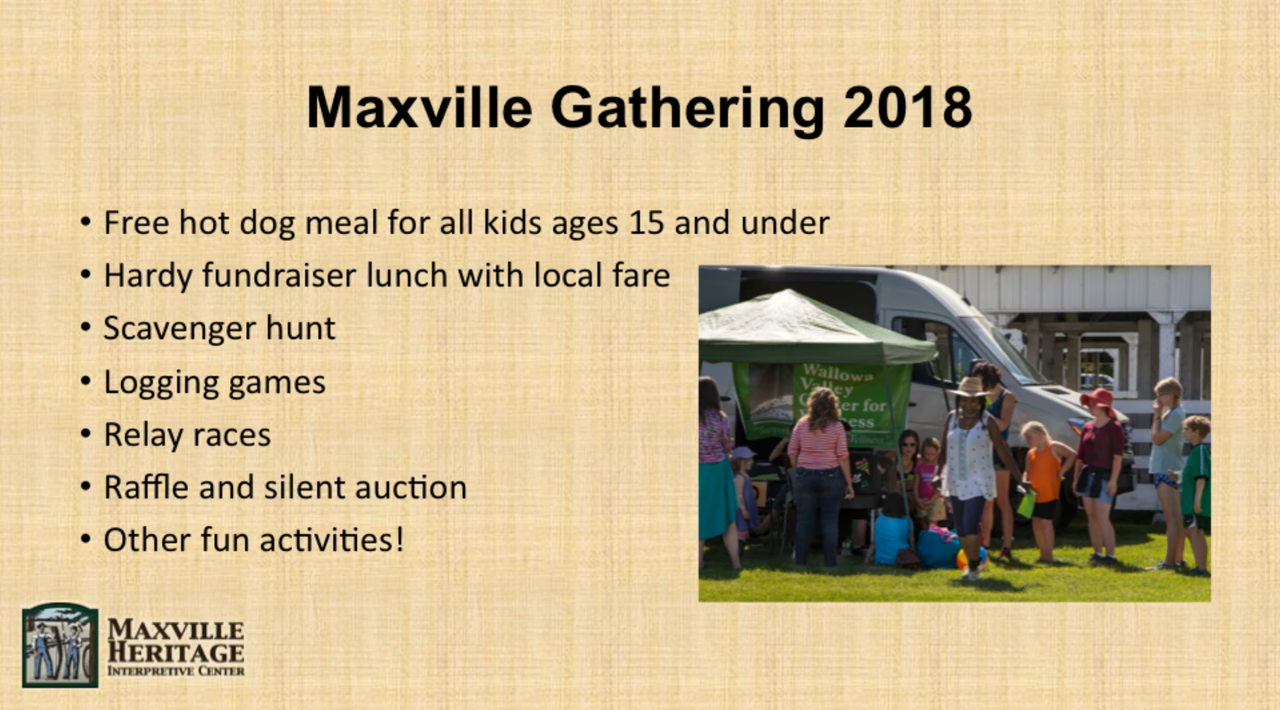 Maxville Gathering 2018
• Free hot dog meal for all kids ages 15 and under
• Hardy fundraiser lunch with local fare
• Scavenger hunt
• Logging games
• Relay races
• Raffle and silent auction
• Other fun activities!
Wallowa
Valley
for
MAXVILLE
HERITAGE
INTERPRETIVE CENTER